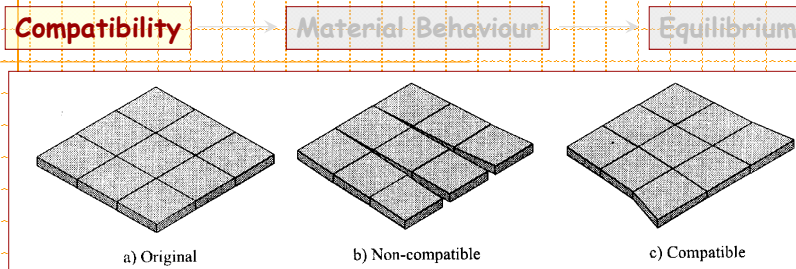 Compatibility
Material Behaviour
Equilibrium
a) Original
b) Non-compatible
c) Compatible